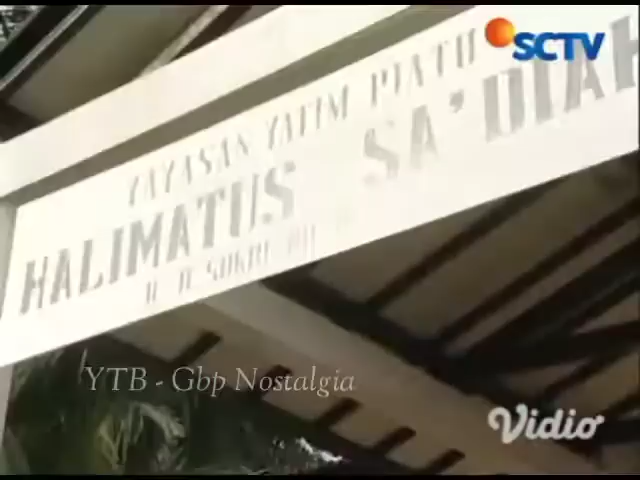 SCTV
YAYASAN YATIM PIATU
HALIMATUS SA'DIAH
YTB - Gbp Nostalgia
Vidio